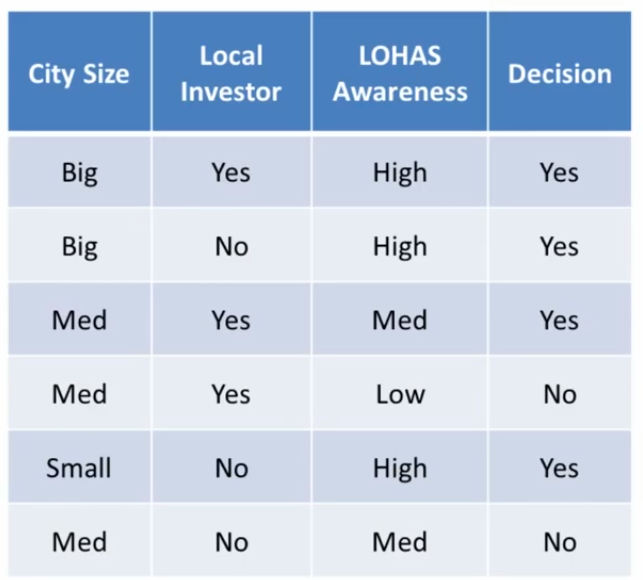 City Size Local Investor LOHAS Awareness Decision
Big Yes High Yes
Big No High Yes
Med Yes Med Yes
Med Yes Low No
Small No High Yes
Med No Med No